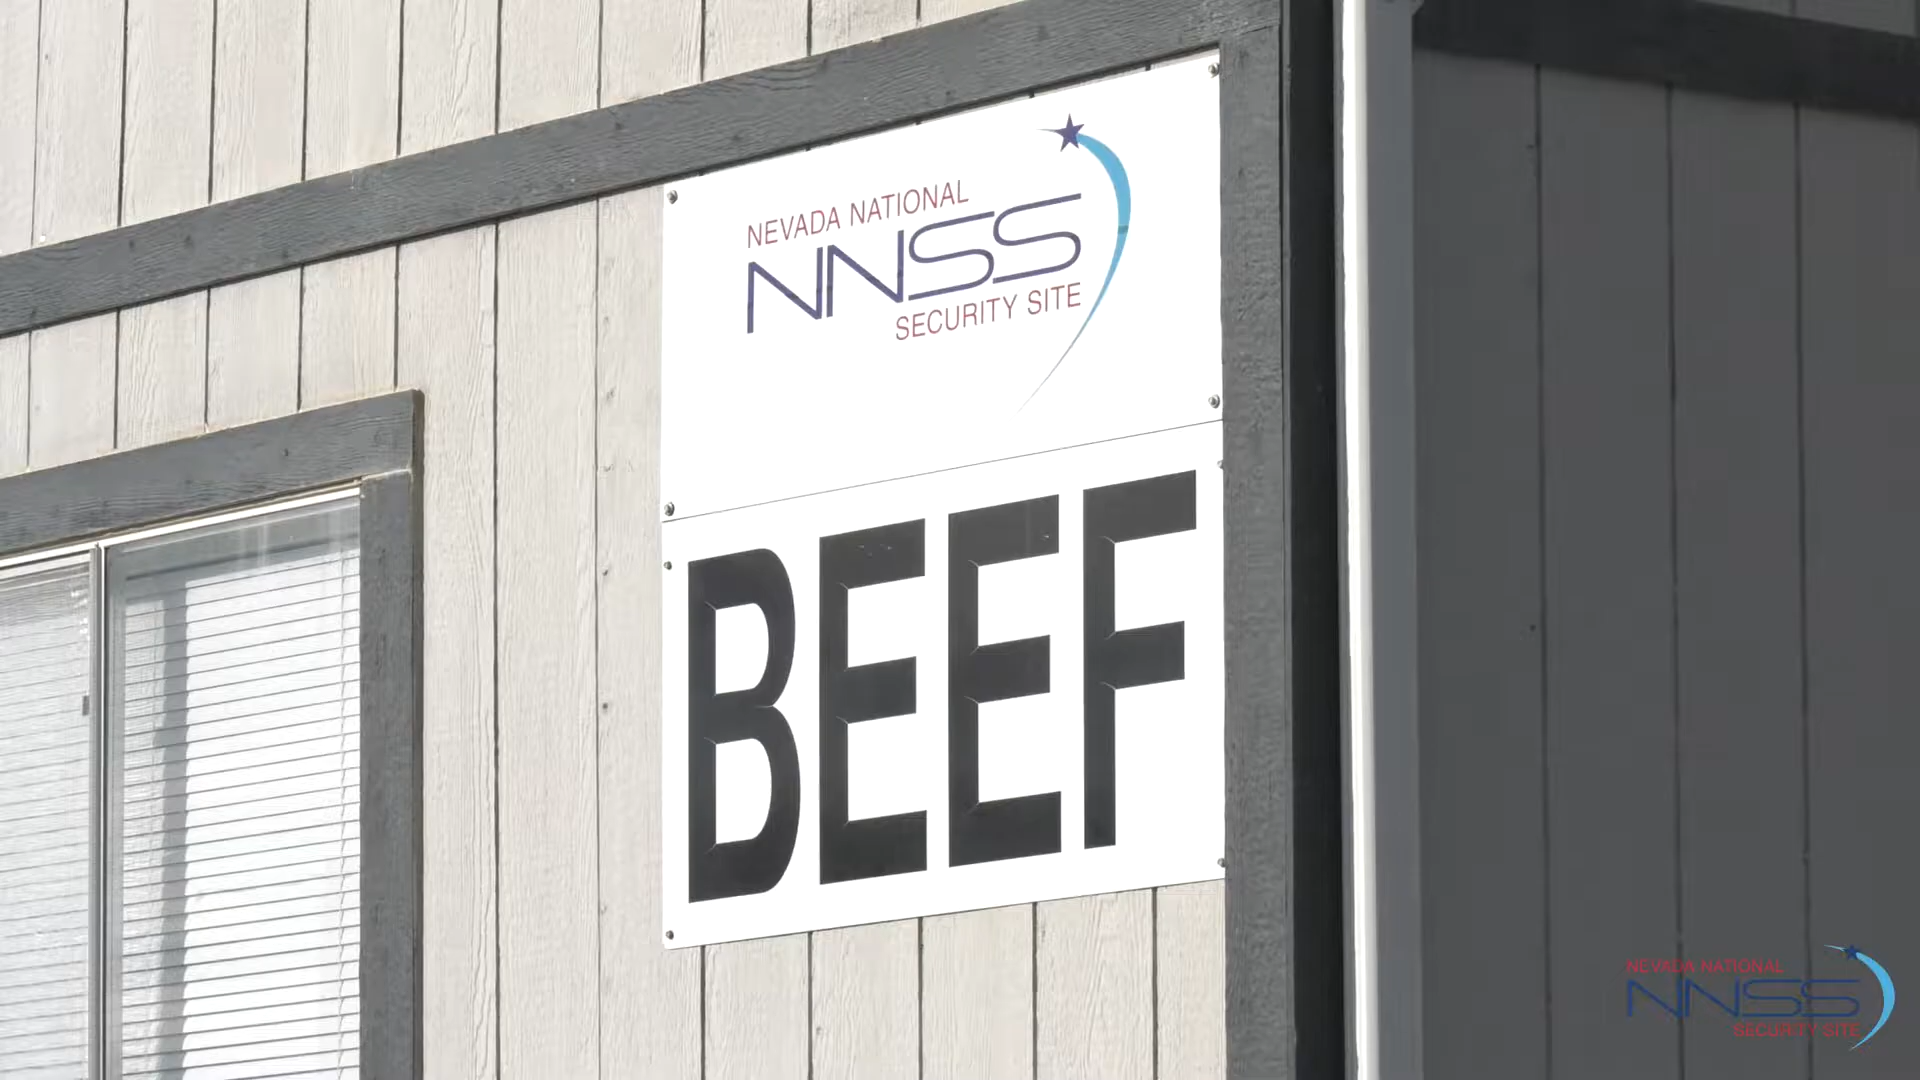 NEVADA NATIONAL
NNSS
SECURITY SITE
BEEF
NEVADA NATIONAL
NNSS
SECURITY SITE